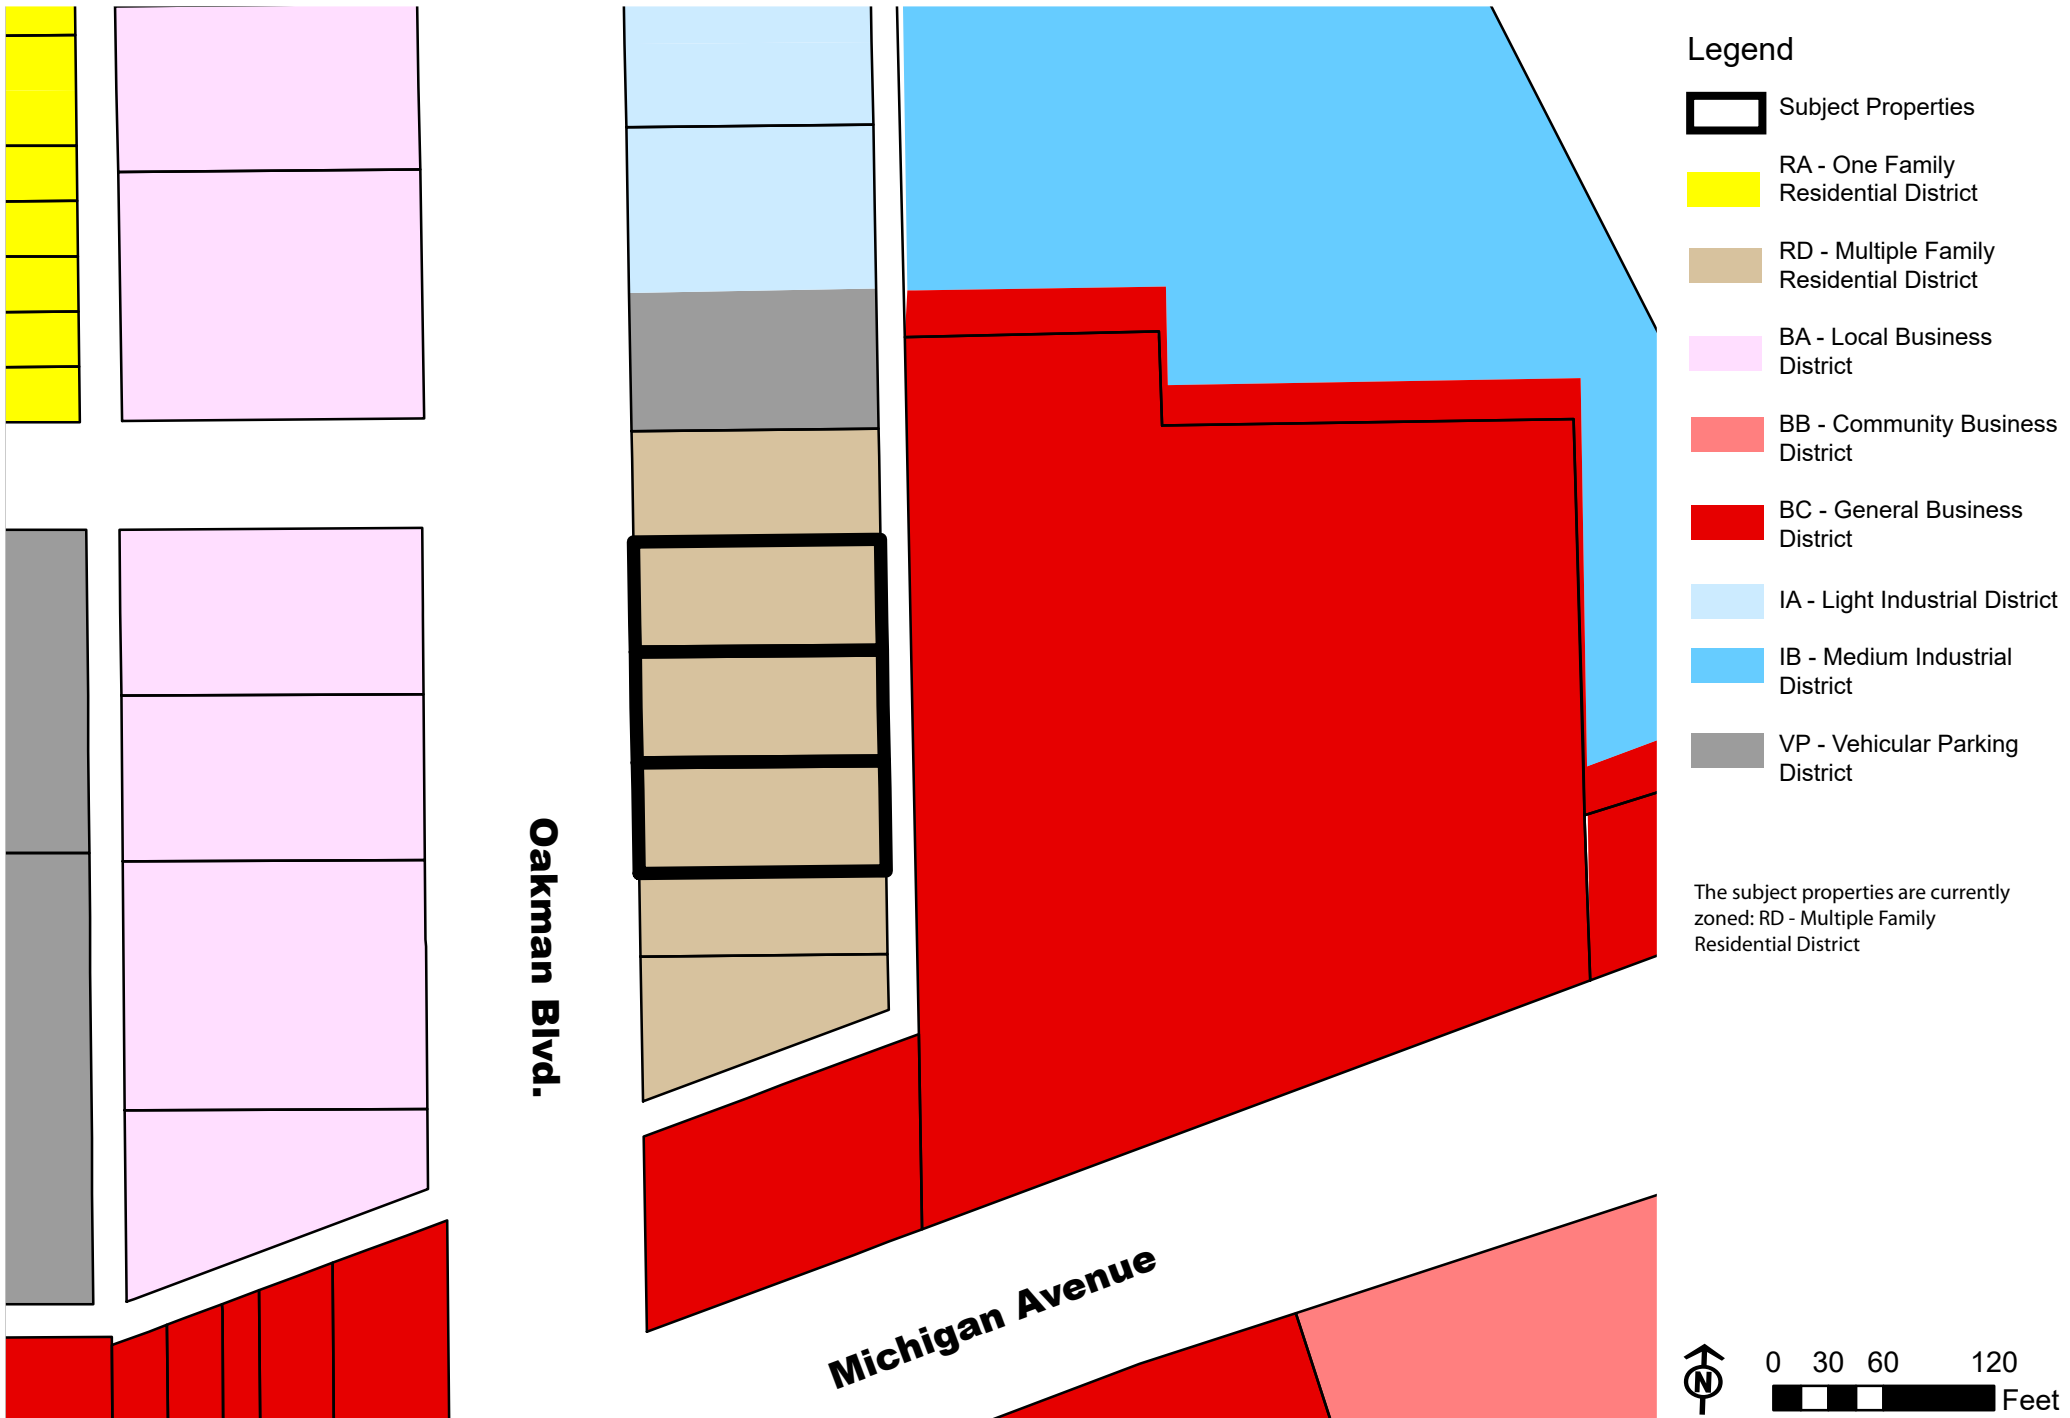 Legend
Subject Properties
RA - One Family
Residential District
RD - Multiple Family
Residential District
BA - Local Business
District
BB - Community Business
District
BC - General Business
District
IA - Light Industrial District
IB - Medium Industrial
District
VP - Vehicular Parking
District
The subject properties are currently
zoned: RD - Multiple Family
Residential District
Oakman Blvd.
Michigan Avenue
N
0 30 60 120
Feet